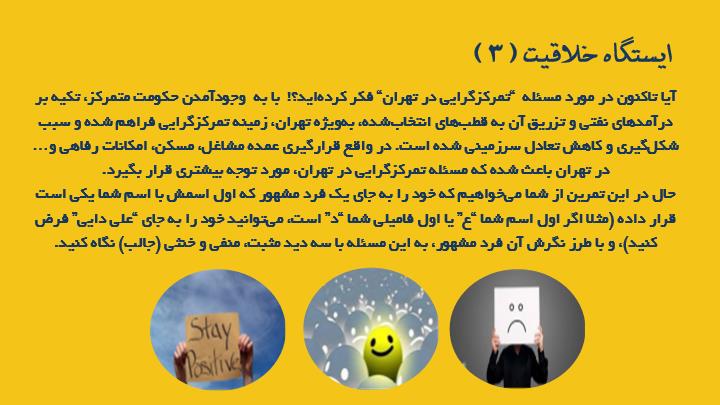 ایستگاه خلاقیت ( ۳ )
آیا تاکنون در مورد مسئله "تمرکزگرایی در تهران" فکر کرده‌اید؟! با به وجودآمدن حکومت متمرکز، تکیه بر
درآمدهای نفتی و تزریق آن به قطب‌های انتخاب‌شده، به‌ویژه تهران، زمینه تمرکزگرایی فراهم شده و سبب
شکل‌گیری و کاهش تعادل سرزمینی شده است. در واقع قرارگیری عمده مشاغل، مسکن، امکانات رفاهی و...
در تهران باعث شده که مسئله تمرکزگرایی در تهران، مورد توجه بیشتری قرار بگیرد.
حال در این تمرین از شما می‌خواهیم که خود را به جای یک فرد مشهور که اول اسمش با اسم شما یکی است
قرار داده (مثلا اگر اول اسم شما "ع" یا اول فامیلی شما "د" است، می‌توانید خود را به جای "علی دایی" فرض
کنید)، و با طرز نگرش آن فرد مشهور، به این مسئله با سه دید مثبت، منفی و خنثی (جالب) نگاه کنید.
Stay
Positive